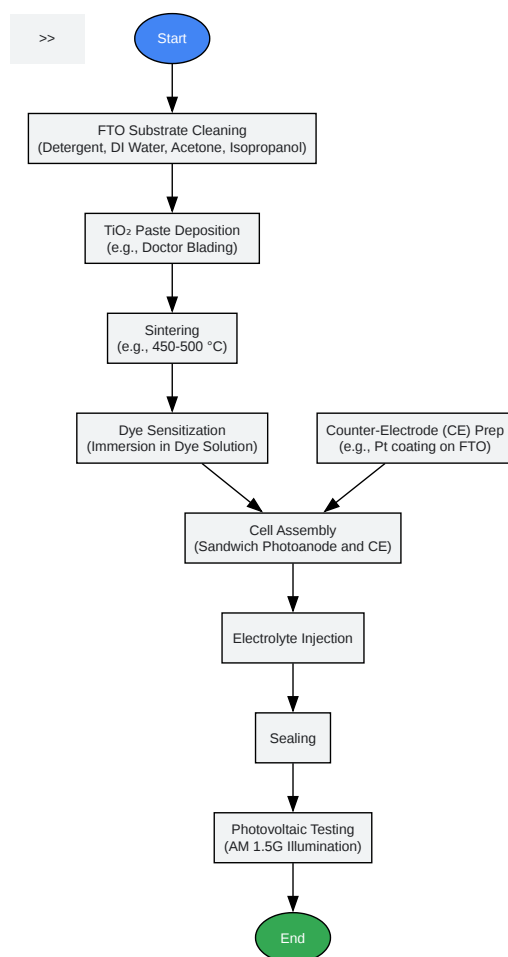 >>
Start
FTO Substrate Cleaning
(Detergent, DI Water, Acetone, Isopropanol)
TiO₂ Paste Deposition
(e.g., Doctor Blading)
Sintering
(e.g., 450-500 °C)
Dye Sensitization
(Immersion in Dye Solution)
Counter-Electrode (CE) Prep
(e.g., Pt coating on FTO)
Cell Assembly
(Sandwich Photoanode and CE)
Electrolyte Injection
Sealing
Photovoltaic Testing
(AM 1.5G Illumination)
End